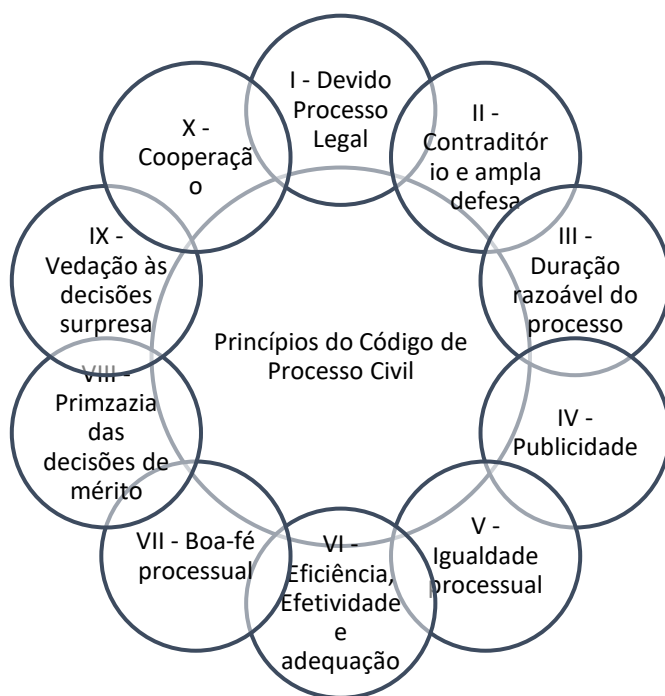 I - Devido
Processo
Legal
II -
Contraditór
io e ampla
defesa
III -
Duração
razoável do
processo
IV -
Publicidade
V -
Igualdade
processual
VI -
Eficiência,
Efetividade
e
adequação
VII - Boa-fé
processual
VIII -
Primzazia
das
decisões de
mérito
IX -
Vedação às
decisões
surpresa
X -
Cooperaçã
o
Princípios do Código de
Processo Civil